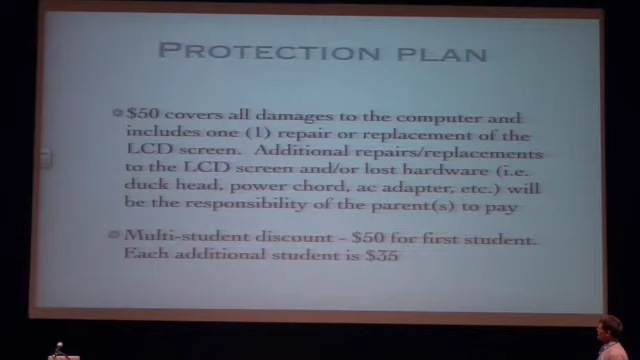 PROTECTION PLAN
$50 covers all damages to the computer and
includes one (1) repair or replacement of the
LCD screen. Additional repairs/replacements
to the LCD screen and/or lost hardware (i.e.
duck head, power chord, ac adapter, etc.) will
be the responsibility of the parent(s) to pay
Multi-student discount - $50 for first student.
Each additional student is $35